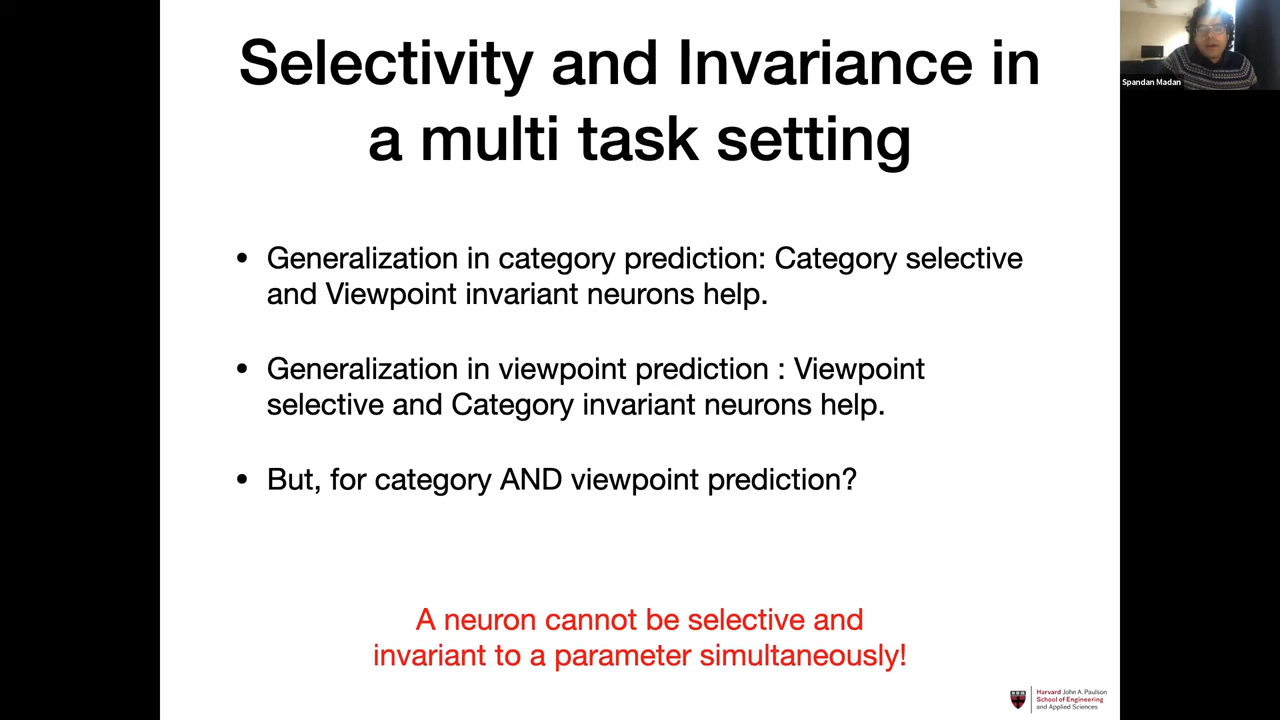 Selectivity and Invariance in
a multi task setting
Spandan Madan
• Generalization in category prediction: Category selective
and Viewpoint invariant neurons help.
• Generalization in viewpoint prediction : Viewpoint
selective and Category invariant neurons help.
• But, for category AND viewpoint prediction?
A neuron cannot be selective and
invariant to a parameter simultaneously!
Harvard John A. Paulson
School of Engineering
and Applied Sciences